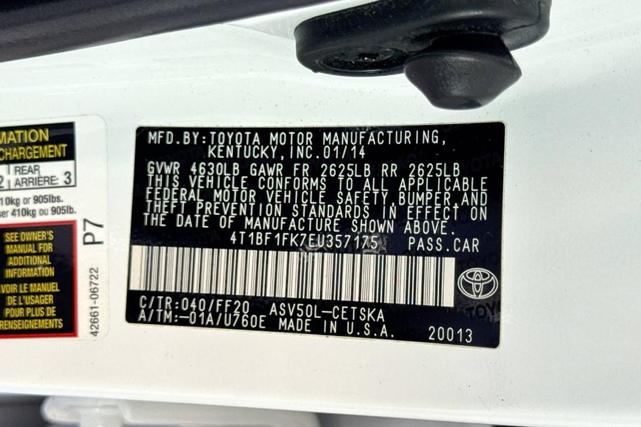 MFD.BY:TOYOTA MOTOR MANUFACTURING,
KENTUCKY,INC.01/14
GVWR 4630LB GAWR FR 2625LB RR 2625LB
THIS VEHICLE CONFORMS TO ALL APPLICABLE
FEDERAL MOTOR VEHICLE SAFETY,BUMPER,AND
THEFT PREVENTION STANDARDS IN EFFECT ON
THE DATE OF MANUFACTURE SHOWN ABOVE.
4T1BF1FK7EU357175 PASS.CAR
C/TR:040/FF20 ASV50L-CETSKA
A/TM:-01A/U760E MADE IN U.S.A. 20013
MATION
CHARGEMENT
2 REAR
ARRIÈRE: 3
10kg or 905lbs.
ser 410kg ou 905lb.
SEE OWNER'S
MANUAL FOR
ADDITIONAL
INFORMATION
VOIR LE MANUEL
DE L'USAGER
POUR PLUS DE
RENSEIGNEMENTS
P7
42661-06722